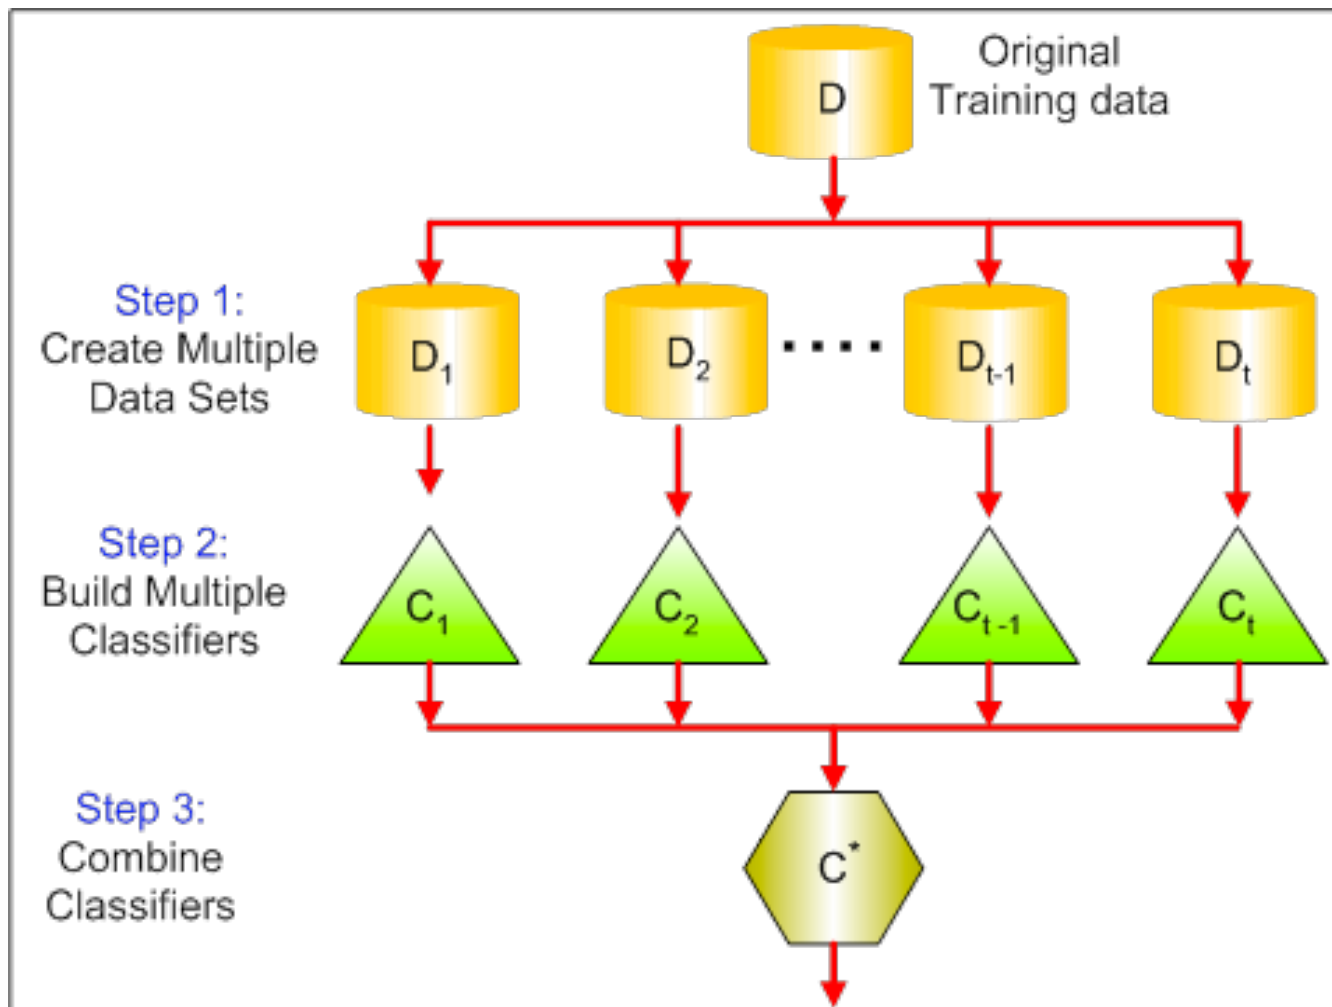 D
Original
Training data
Step 1:
Create Multiple
Data Sets
D1
D2
....
Dt-1
Dt
Step 2:
Build Multiple
Classifiers
C1
C2
Ct-1
Ct
Step 3:
Combine
Classifiers
C*